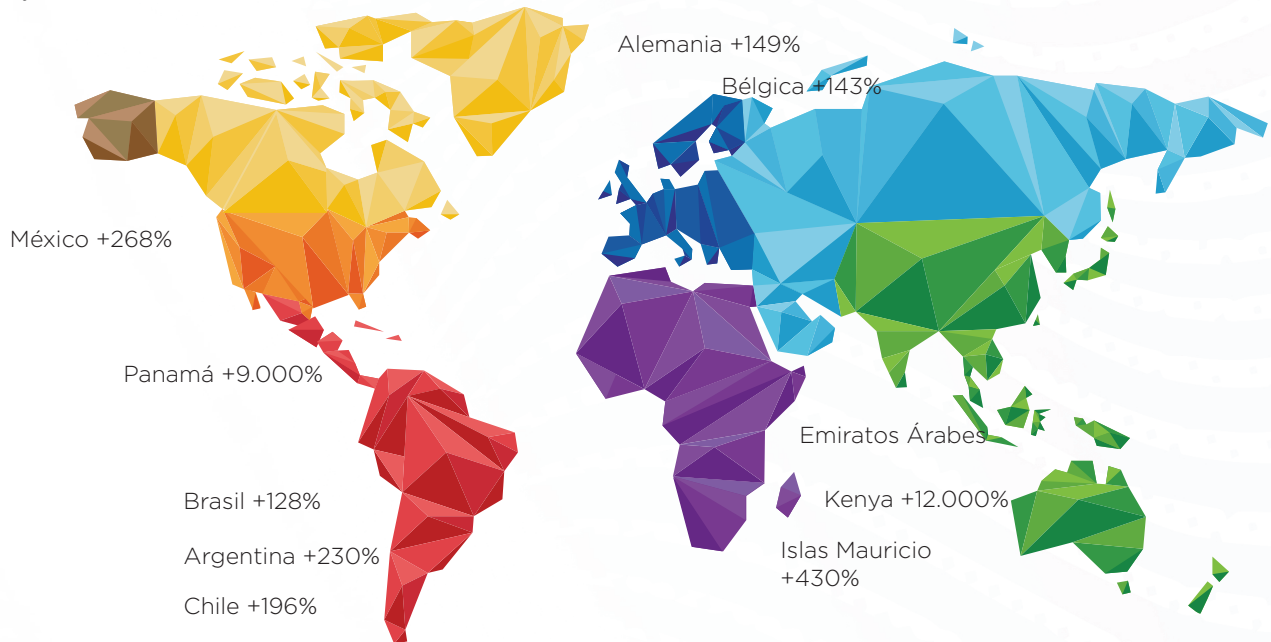 Alemania +149%
Bélgica +143%
México +268%
Panamá +9.000%
Emiratos Árabes
Brasil +128%
Kenya +12.000%
Argentina +230%
Islas Mauricio
+430%
Chile +196%